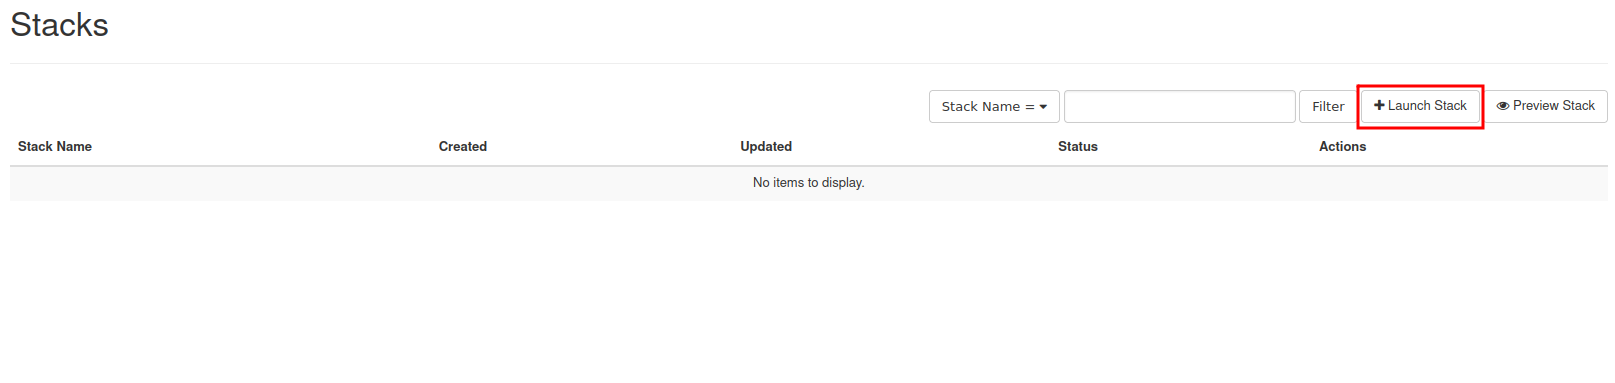 Stacks
Stack Name = Filter Launch Stack Preview Stack
Stack Name Created Updated Status Actions
No items to display.